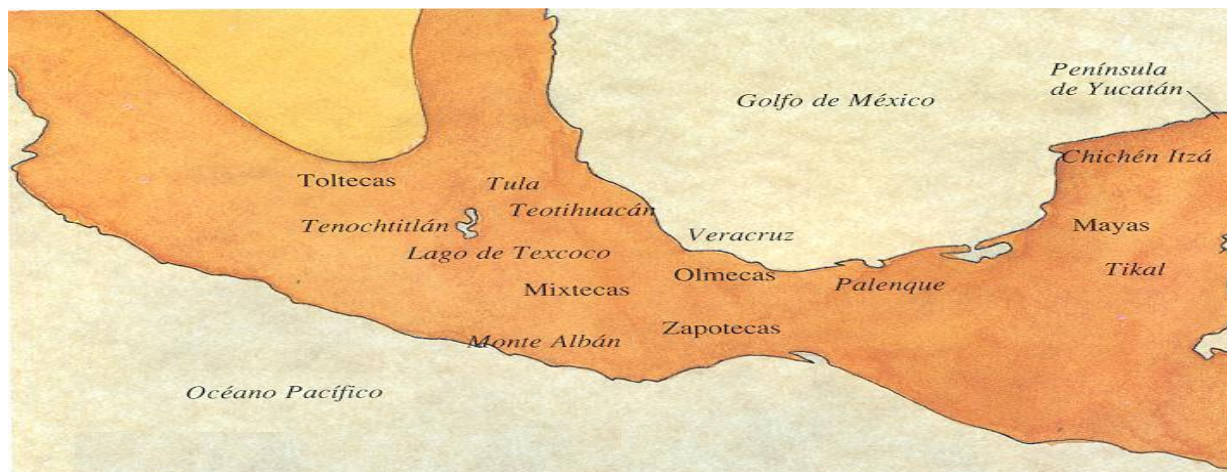 Península
de Yucatán
Golfo de México
Chichén Itzá
Toltecas
Tula
Teotihuacán
Tenochtitlán
Veracruz
Mayas
Lago de Texcoco
Olmecas
Palenque
Tikal
Mixtecas
Zapotecas
Monte Albán
Océano Pacífico